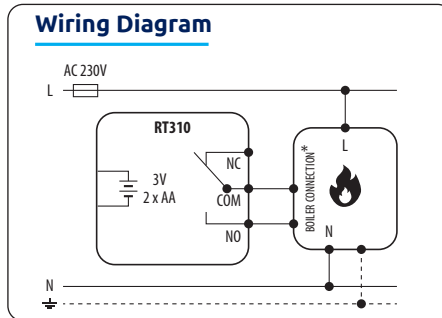 Wiring Diagram
AC 230V
L
RT310
NC
3V
2 x AA
COM
NO
BOILER CONNECTION*
L
N
N